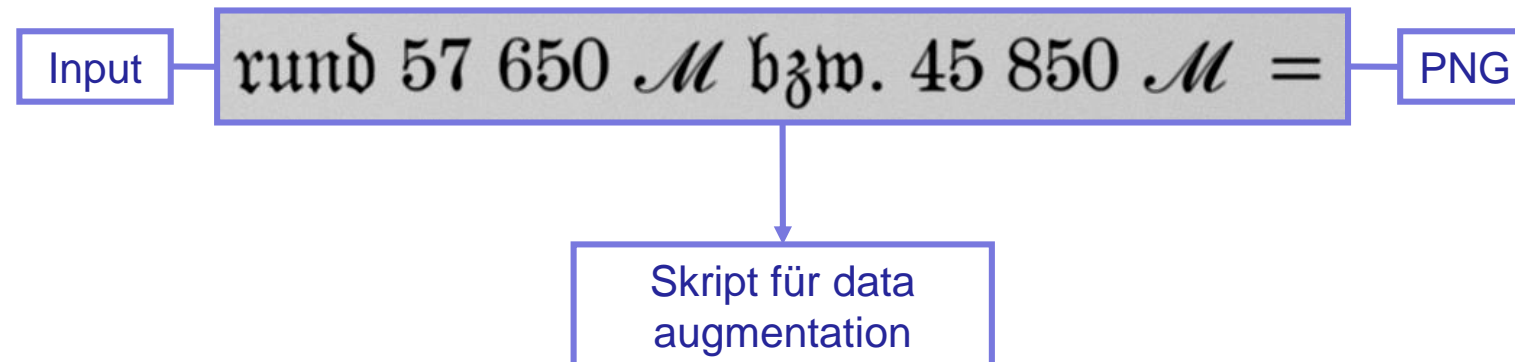 Input
rund 57 650 ℳ bzw. 45 850 ℳ =
PNG
Skript für data
augmentation